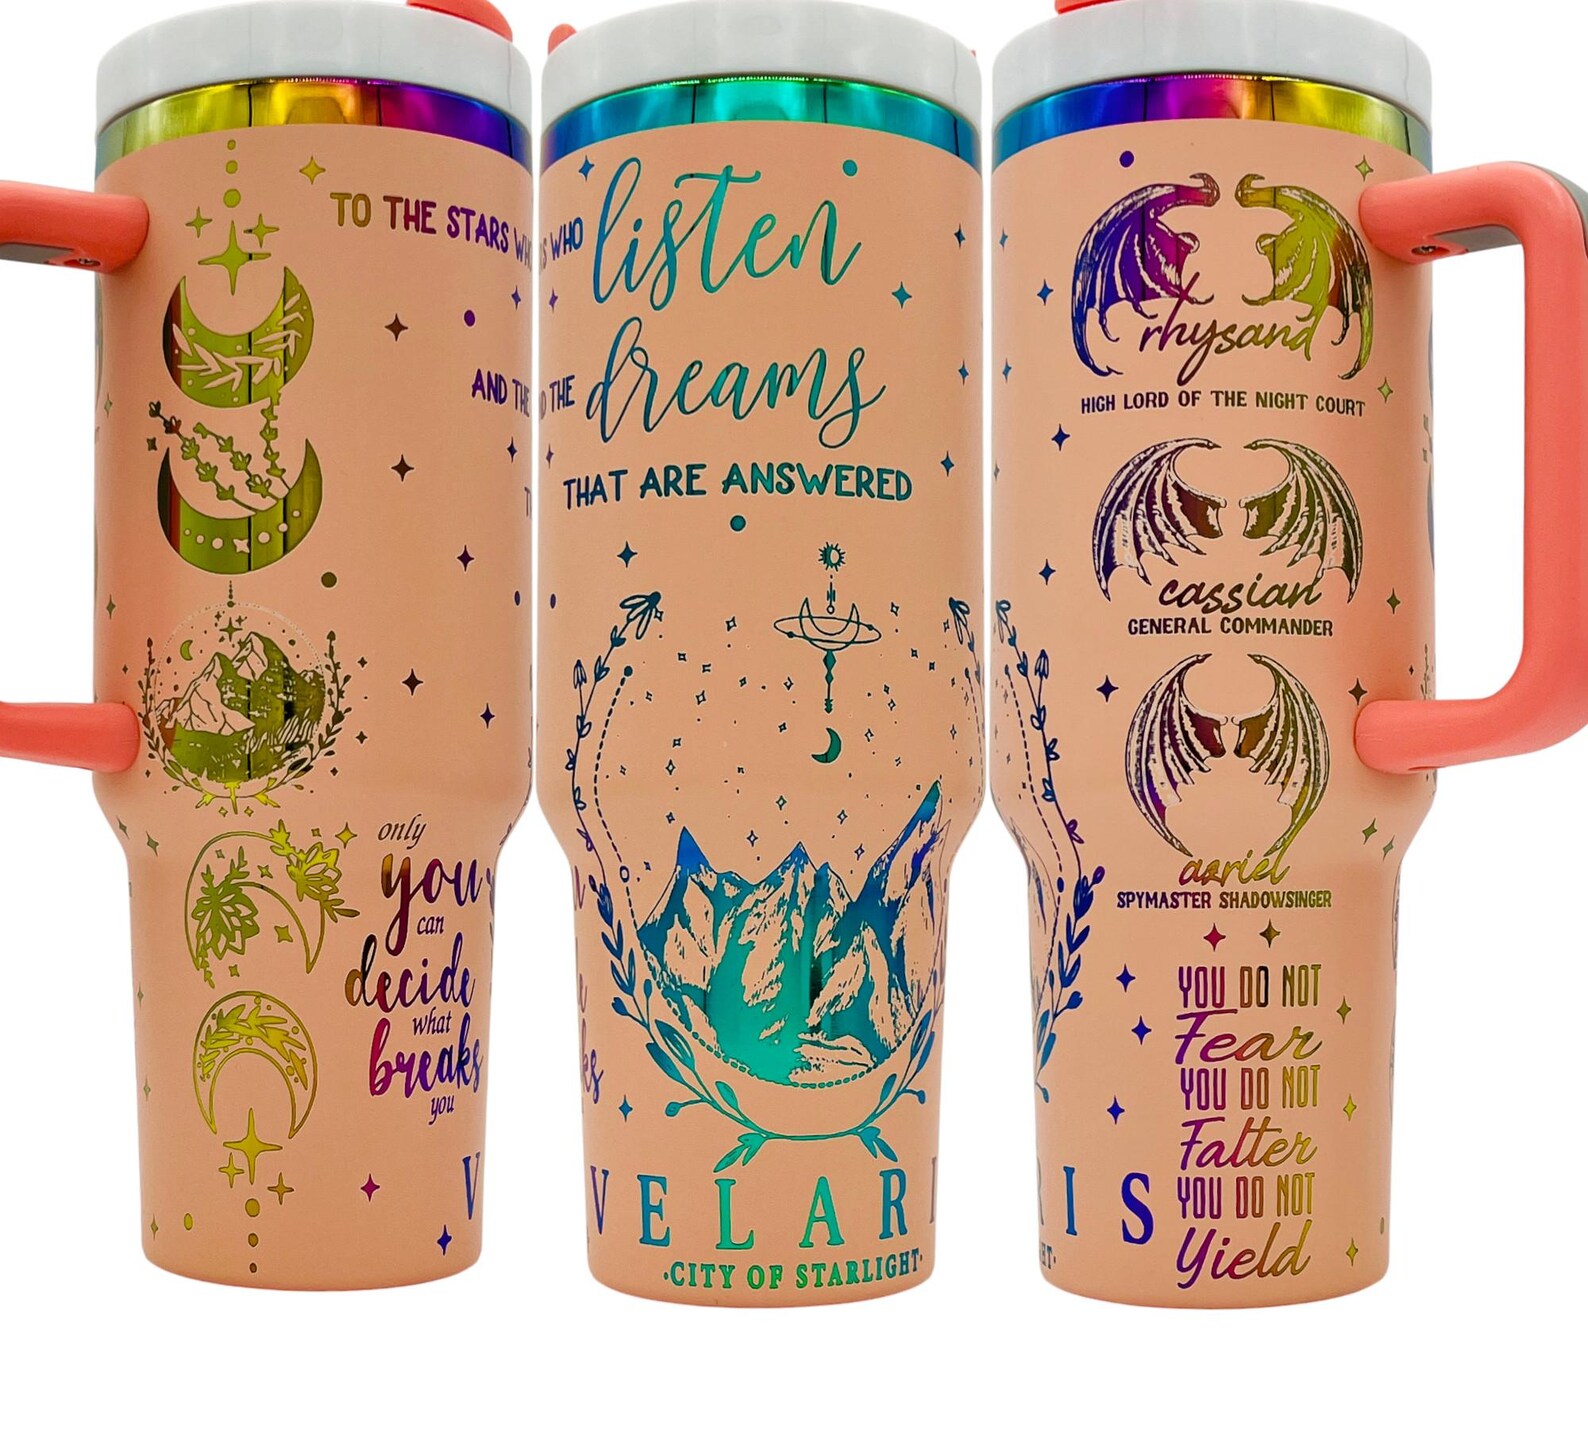 TO THE STARS WH
AND THE
only
you
can
decide
what
breaks
you
V
S WHO listen
D THE dreams
THAT ARE ANSWERED
VELARI
·CITY OF STARLIGHT·
rhysand
HIGH LORD OF THE NIGHT COURT
cassian
GENERAL COMMANDER
azriel
SPYMASTER SHADOWSINGER
YOU DO NOT
Fear
YOU DO NOT
Falter
YOU DO NOT
Yield
RIS
HT·